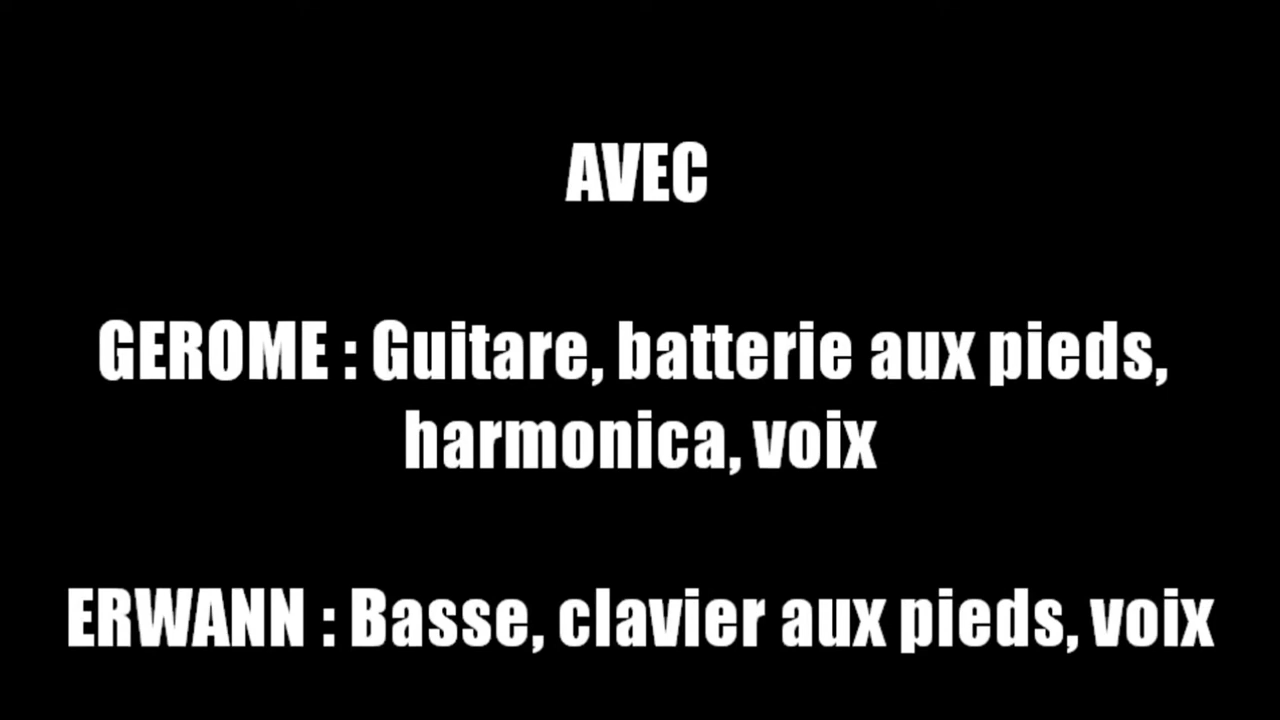 AVEC
GEROME : Guitare, batterie aux pieds,
harmonica, voix
ERWANN : Basse, clavier aux pieds, voix